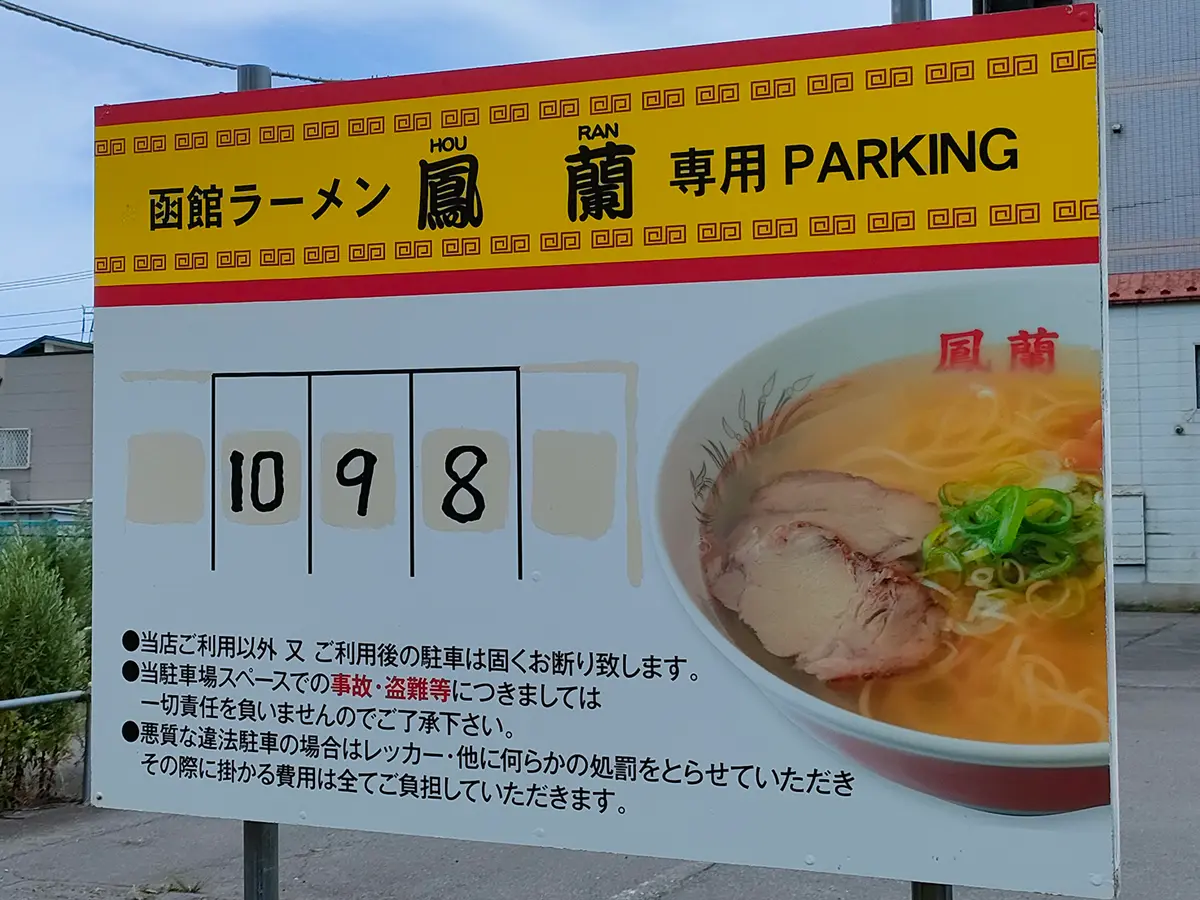 HOU RAN
函館ラーメン 鳳 蘭 専用 PARKING
鳳 蘭
10 9 8
●当店ご利用以外 又 ご利用後の駐車は固くお断り致します。
●当駐車場スペースでの事故・盗難等につきましては
一切責任を負いませんのでご了承下さい。
●悪質な違法駐車の場合はレッカー・他に何らかの処罰をとらせていただき
その際に掛かる費用は全てご負担していただきます。